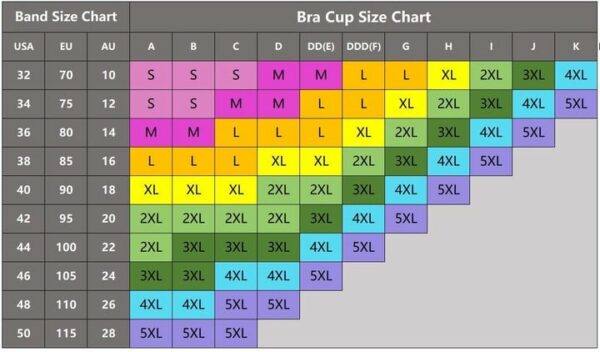 Band Size Chart Bra Cup Size Chart
USA EU AU A B C D DD(E) DDD(F) G H I J K
32 70 10 S S S M M L L XL 2XL 3XL 4XL
34 75 12 S S M M L L XL 2XL 3XL 4XL 5XL
36 80 14 M M L L L XL 2XL 3XL 4XL 5XL
38 85 16 L L L XL XL 2XL 3XL 4XL 5XL
40 90 18 XL XL XL 2XL 2XL 3XL 4XL 5XL
42 95 20 2XL 2XL 2XL 2XL 3XL 4XL 5XL
44 100 22 2XL 3XL 3XL 3XL 4XL 5XL
46 105 24 3XL 3XL 4XL 4XL 5XL
48 110 26 4XL 4XL 5XL 5XL
50 115 28 5XL 5XL 5XL